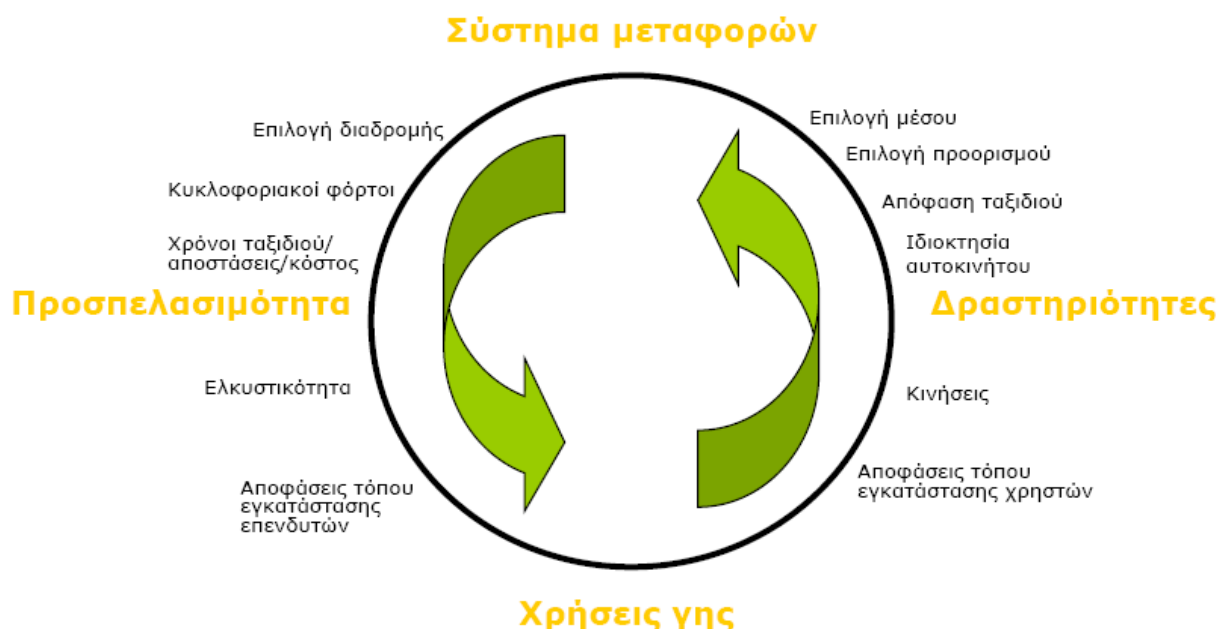 Σύστημα μεταφορών
Επιλογή διαδρομής
Κυκλοφοριακοί φόρτοι
Χρόνοι ταξιδιού/
αποστάσεις/κόστος
Προσπελασιμότητα
Ελκυστικότητα
Αποφάσεις τόπου
εγκατάστασης
επενδυτών
Επιλογή μέσου
Επιλογή προορισμού
Απόφαση ταξιδιού
Ιδιοκτησία
αυτοκινήτου
Δραστηριότητες
Κινήσεις
Αποφάσεις τόπου
εγκατάστασης χρηστών
Χρήσεις γης